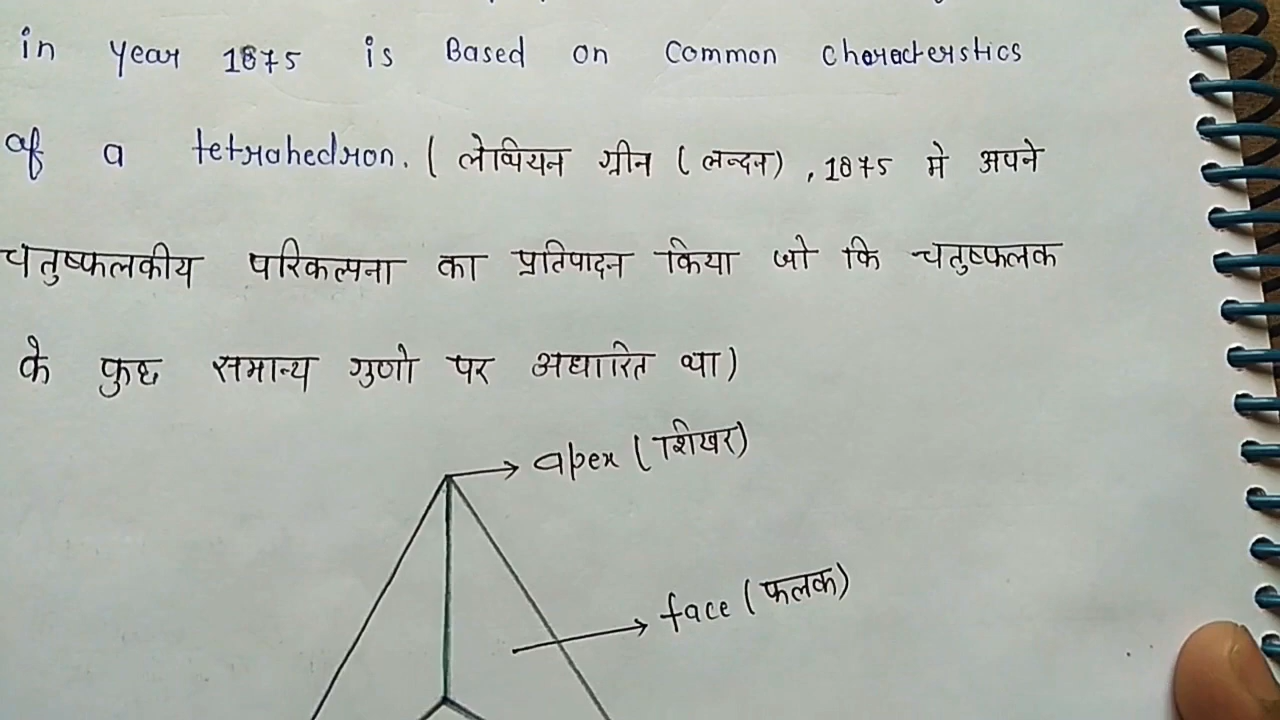 in year 1875 is Based on Common Characterstics
of a tetrahedron. (लोथियन ग्रीन (लन्दन), 1875 मे अपने
चतुष्फलकीय परिकल्पना का प्रतिपादन किया जो कि चतुष्फलक
के कुछ समान्य गुणो पर अधारित था)
apex (शिखर)
face (फलक)